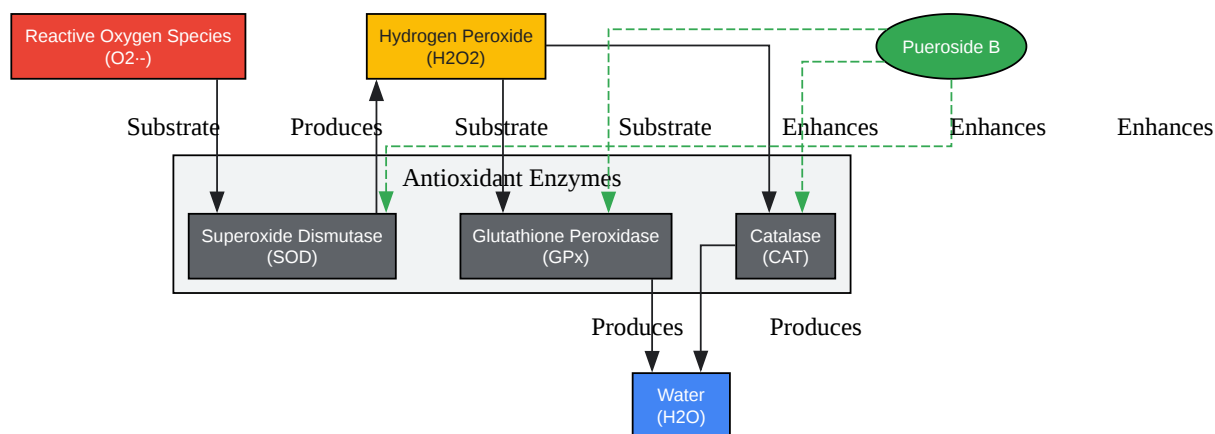 Reactive Oxygen Species
(O2·-)
Hydrogen Peroxide
(H2O2)
Pueroside B
Substrate
Produces
Substrate
Substrate
Enhances
Enhances
Enhances
Antioxidant Enzymes
Superoxide Dismutase
(SOD)
Glutathione Peroxidase
(GPx)
Catalase
(CAT)
Produces
Produces
Water
(H2O)